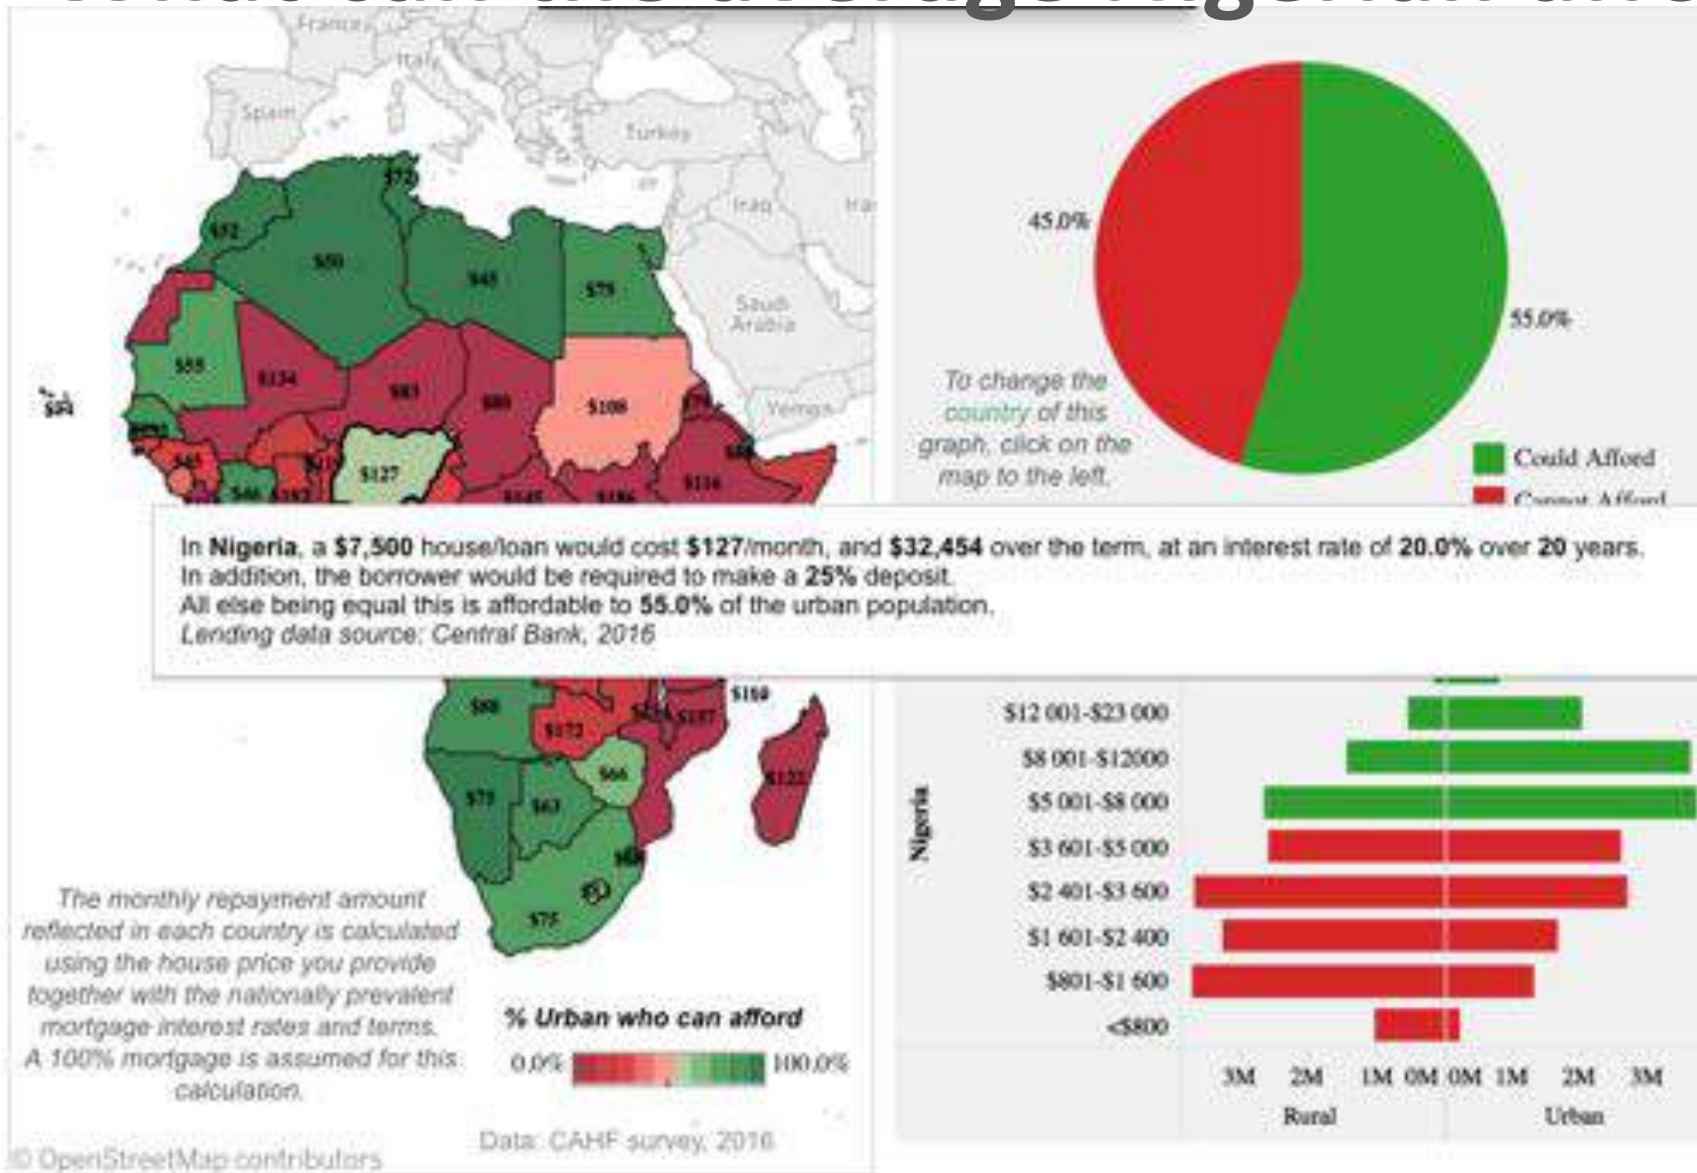 France
Italy
Spain
Turkey
Iraq
Saudi
Arabia
Yemen
$72
$52
$50
$45
$79
$55
$134
$83
$80
$108
$127
$116
In Nigeria, a $7,500 house/loan would cost $127/month, and $32,454 over the term, at an interest rate of 20.0% over 20 years.
In addition, the borrower would be required to make a 25% deposit.
All else being equal this is affordable to 55.0% of the urban population.
Lending data source: Central Bank, 2016
$172
$66
$122
$63
$75
The monthly repayment amount
reflected in each country is calculated
using the house price you provide
together with the nationally prevalent
mortgage interest rates and terms.
A 100% mortgage is assumed for this
calculation.
% Urban who can afford
0.0% 100.0%
Data: CAHF survey, 2016
© OpenStreetMap contributors
45.0%
55.0%
To change the
country of this
graph, click on the
map to the left.
Could Afford
Cannot Afford
Nigeria
$12 001-$23 000
$8 001-$12000
$5 001-$8 000
$3 601-$5 000
$2 401-$3 600
$1 601-$2 400
$801-$1 600
<$800
3M 2M 1M 0M 0M 1M 2M 3M
Rural Urban